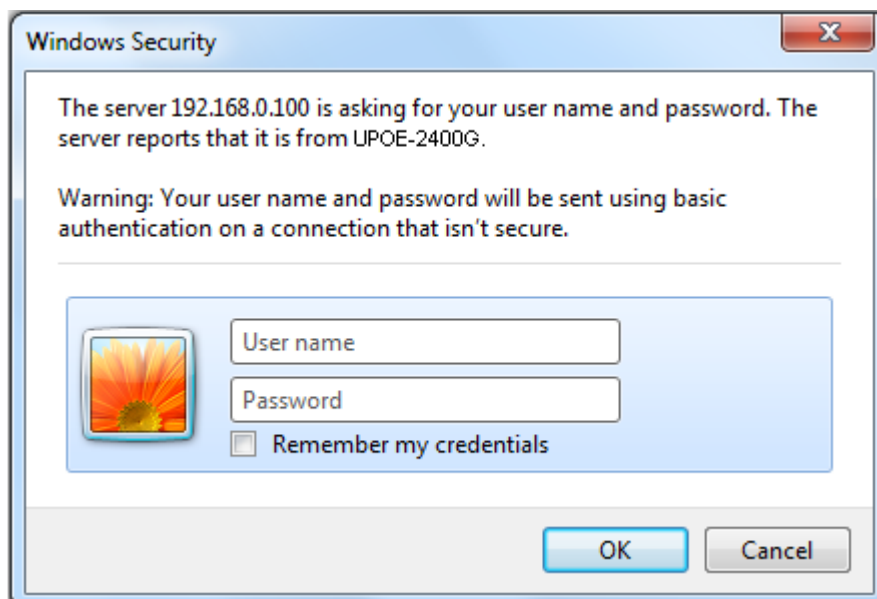 Windows Security
The server 192.168.0.100 is asking for your user name and password. The
server reports that it is from UPOE-2400G.
Warning: Your user name and password will be sent using basic
authentication on a connection that isn't secure.
User name
Password
Remember my credentials
OK
Cancel